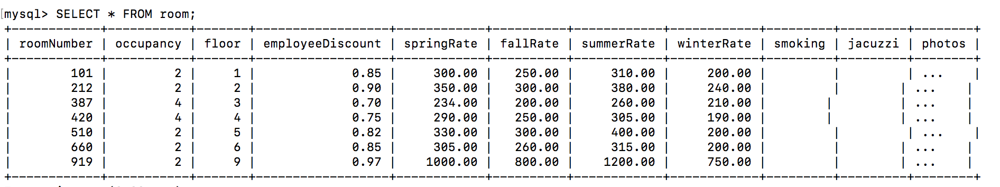 mysql> SELECT * FROM room;
+-------------+-----------+-------+------------------+------------+----------+------------+------------+---------+---------+--------+
| roomNumber | occupancy | floor | employeeDiscount | springRate | fallRate | summerRate | winterRate | smoking | jacuzzi | photos |
+-------------+-----------+-------+------------------+------------+----------+------------+------------+---------+---------+--------+
| 101 | 2 | 1 | 0.85 | 300.00 | 250.00 | 310.00 | 200.00 | | | ... |
| 212 | 2 | 2 | 0.90 | 350.00 | 300.00 | 380.00 | 240.00 | | | ... |
| 387 | 4 | 3 | 0.70 | 234.00 | 200.00 | 260.00 | 210.00 | | | ... |
| 420 | 4 | 4 | 0.75 | 290.00 | 250.00 | 305.00 | 190.00 | | | ... |
| 510 | 2 | 5 | 0.82 | 330.00 | 300.00 | 400.00 | 200.00 | | | ... |
| 660 | 2 | 6 | 0.85 | 305.00 | 260.00 | 315.00 | 200.00 | | | ... |
| 919 | 2 | 9 | 0.97 | 1000.00 | 800.00 | 1200.00 | 750.00 | | | ... |
+-------------+-----------+-------+------------------+------------+----------+------------+------------+---------+---------+--------+